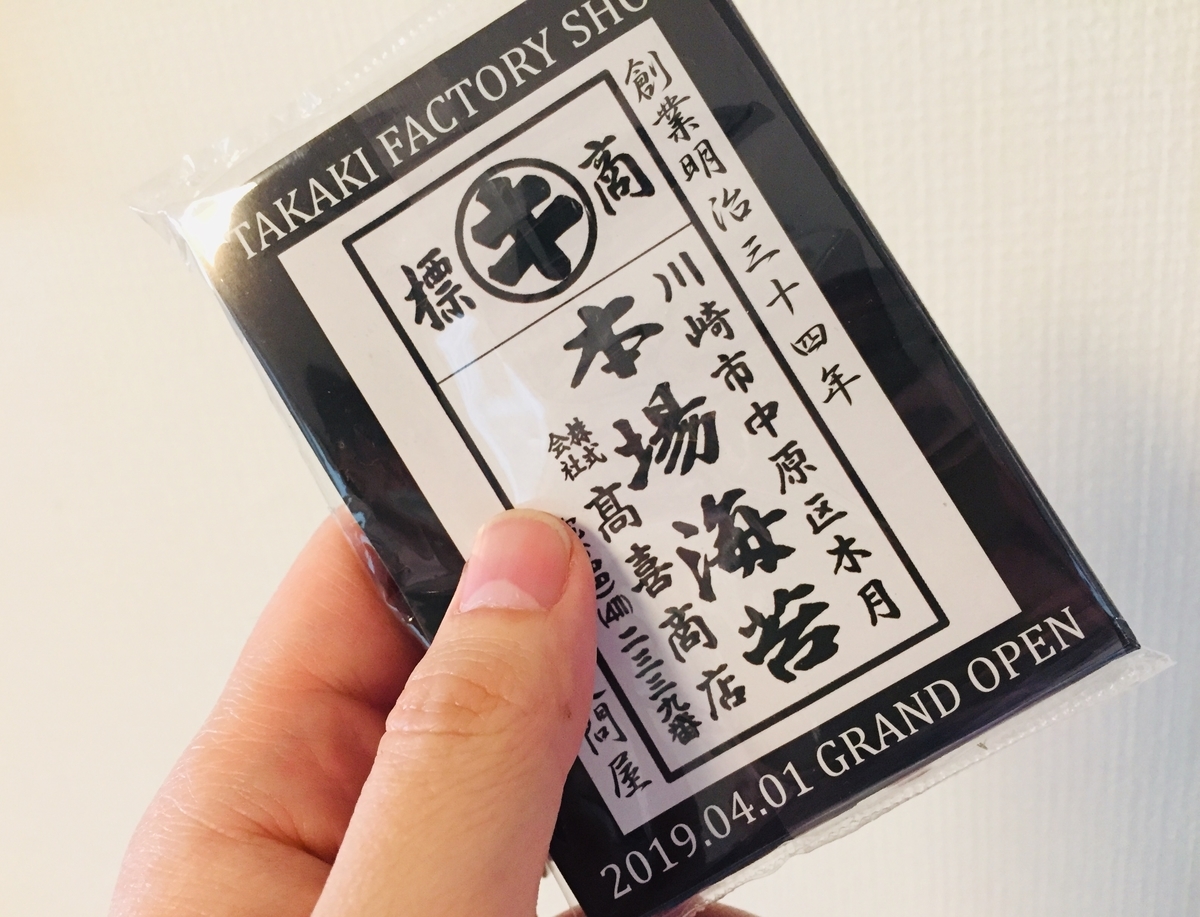 TAKAKI FACTORY SHO
創業明治三十四年
商
キ
標
川崎市中原区木月
本場海苔
株式会社
髙喜商店
(411)二三三九番
問屋
2019.04.01 GRAND OPEN